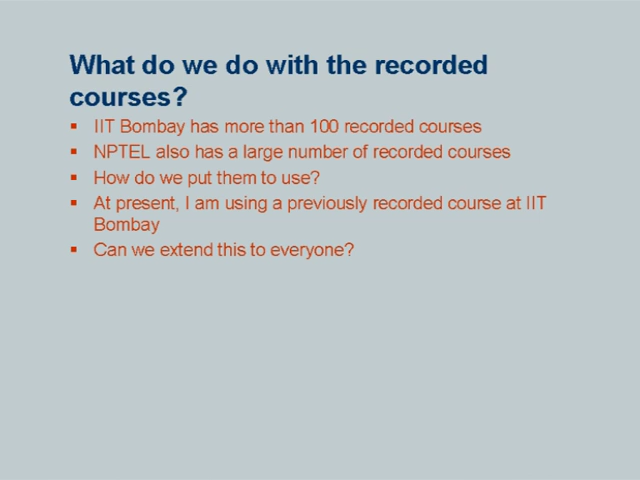 What do we do with the recorded
courses?
▪ IIT Bombay has more than 100 recorded courses
▪ NPTEL also has a large number of recorded courses
▪ How do we put them to use?
▪ At present, I am using a previously recorded course at IIT
Bombay
▪ Can we extend this to everyone?